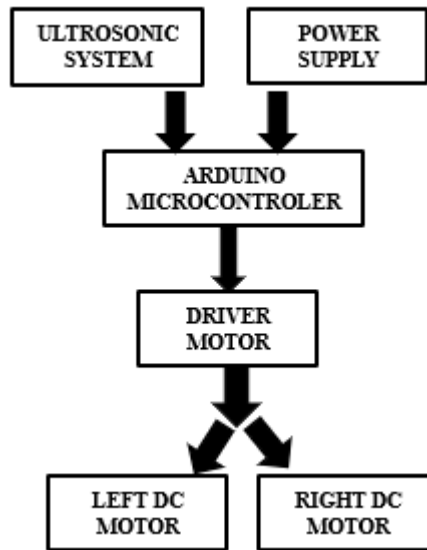 ULTROSONIC
SYSTEM
POWER
SUPPLY
ARDUINO
MICROCONTROLER
DRIVER
MOTOR
LEFT DC
MOTOR
RIGHT DC
MOTOR